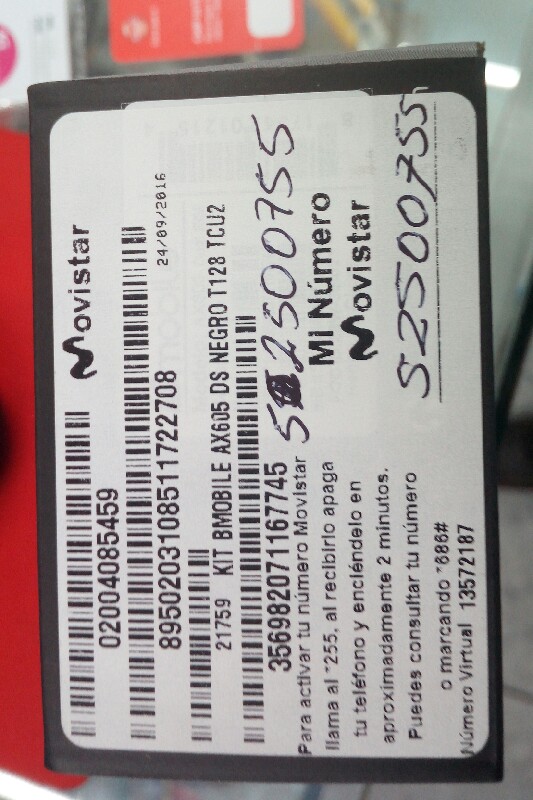 Movistar
02004085459
24/09/2016
8950203108511722708
21759 KIT BMOBILE AX605 DS NEGRO T128 TCU2
356982071167745
52500755
Para activar tu número Movistar
llama al *255, al recibirlo apaga
tu teléfono y enciéndelo en
aproximadamente 2 minutos.
Puedes consultar tu número
o marcando *686#
Número Virtual 13572187
Mi Número
Movistar
52500755